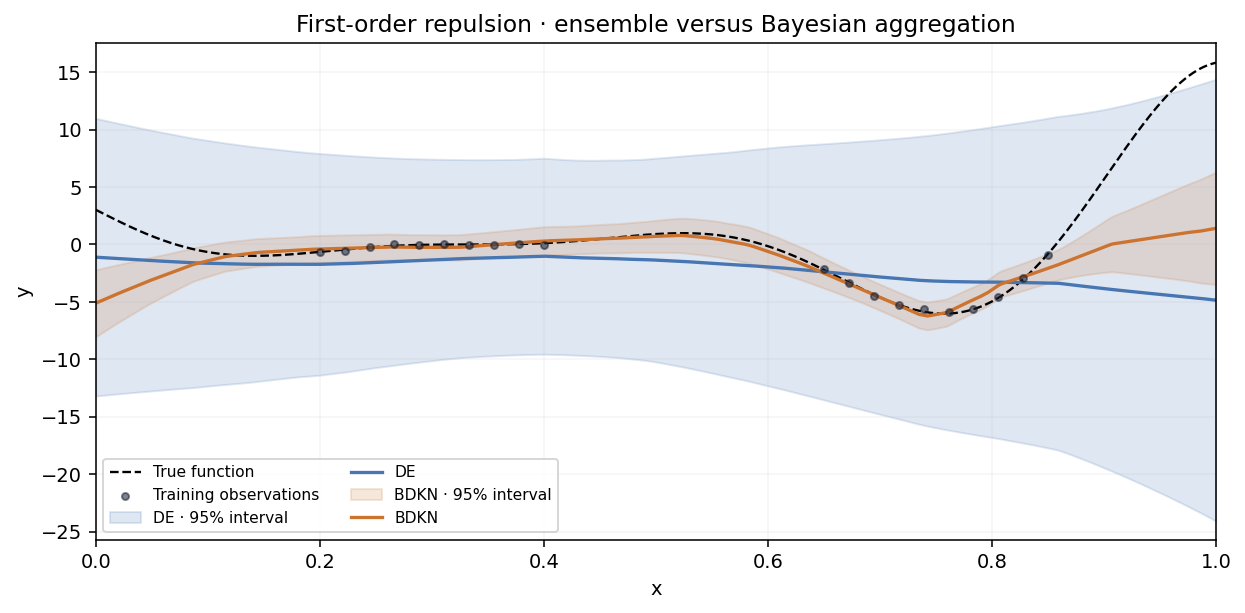 First-order repulsion · ensemble versus Bayesian aggregation
y
15
10
5
0
−5
−10
−15
−20
−25
True function
Training observations
DE · 95% interval
DE
BDKN · 95% interval
BDKN
0.0 0.2 0.4 0.6 0.8 1.0
x